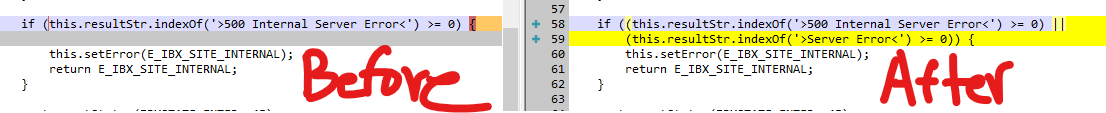 57
if (this.resultStr.indexOf('>500 Internal Server Error<') >= 0) {
+ 58 if ((this.resultStr.indexOf('>500 Internal Server Error<') >= 0) ||
+ 59 (this.resultStr.indexOf('>Server Error<') >= 0)) {
this.setError(E_IBX_SITE_INTERNAL);
60 this.setError(E_IBX_SITE_INTERNAL);
return E_IBX_SITE_INTERNAL;
61 return E_IBX_SITE_INTERNAL;
}
62 }
63
Before
After